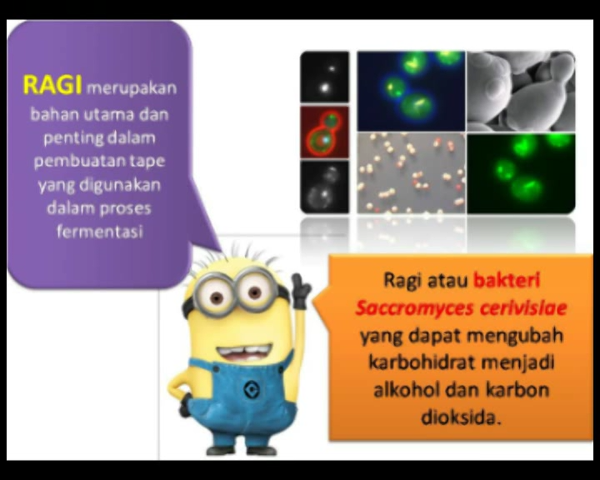 RAGI merupakan
bahan utama dan
penting dalam
pembuatan tape
yang digunakan
dalam proses
fermentasi
Ragi atau bakteri
Saccromyces cerivisiae
yang dapat mengubah
karbohidrat menjadi
alkohol dan karbon
dioksida.